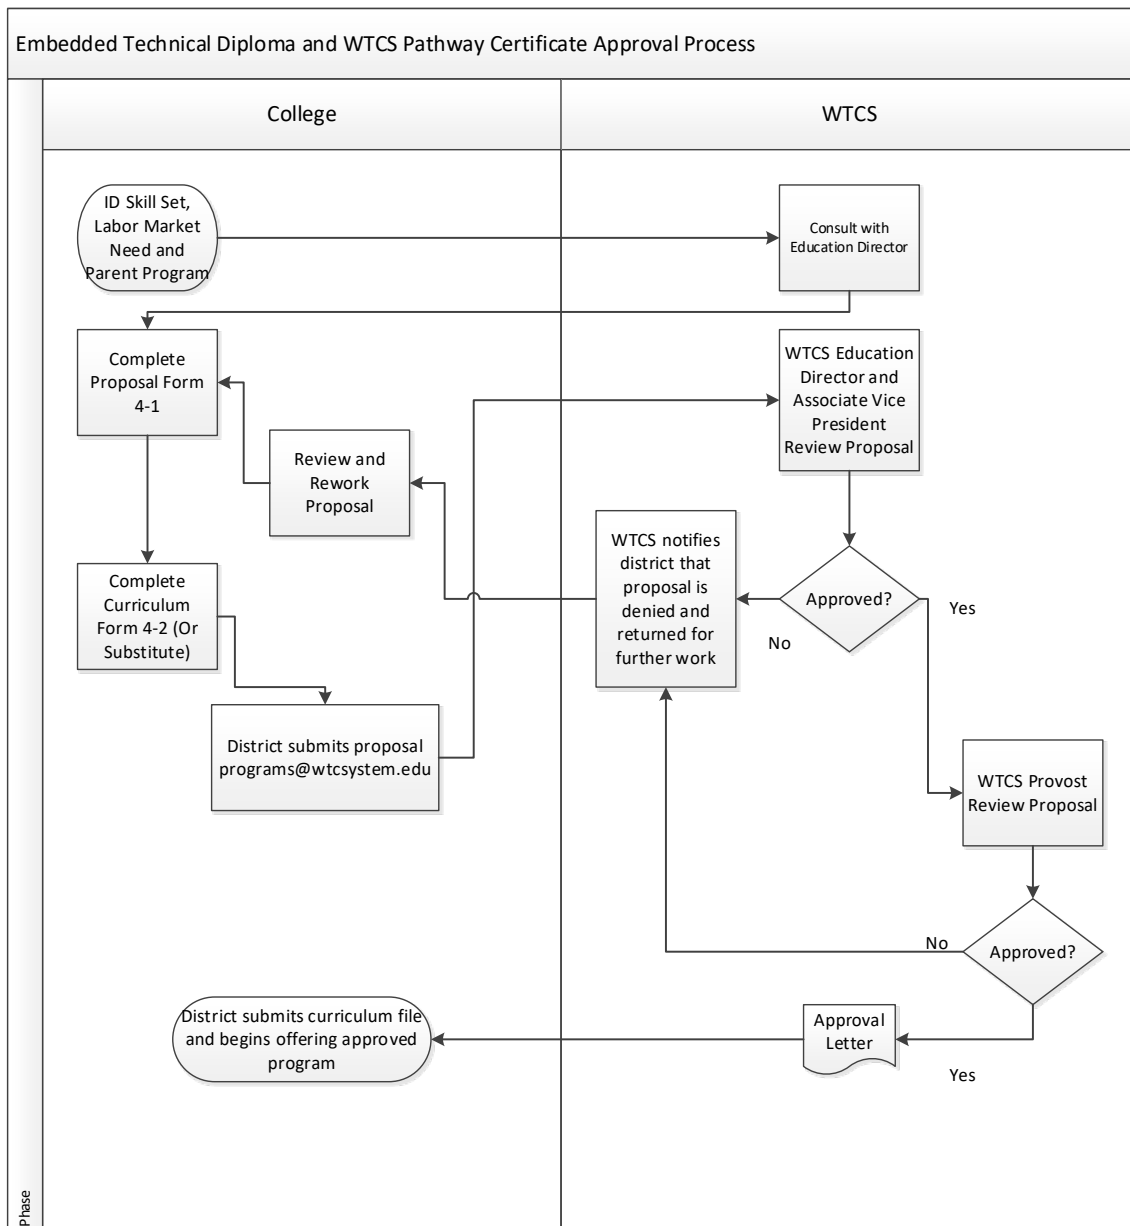 Embedded Technical Diploma and WTCS Pathway Certificate Approval Process
College
WTCS
ID Skill Set,
Labor Market
Need and
Parent Program
Consult with
Education Director
Complete
Proposal Form
4-1
WTCS Education
Director and
Associate Vice
President
Review Proposal
Review and
Rework
Proposal
WTCS notifies
district that
proposal is
denied and
returned for
further work
Approved?
Yes
No
Complete
Curriculum
Form 4-2 (Or
Substitute)
District submits proposal
programs@wtcsystem.edu
WTCS Provost
Review Proposal
No
Approved?
District submits curriculum file
and begins offering approved
program
Approval
Letter
Yes
Phase